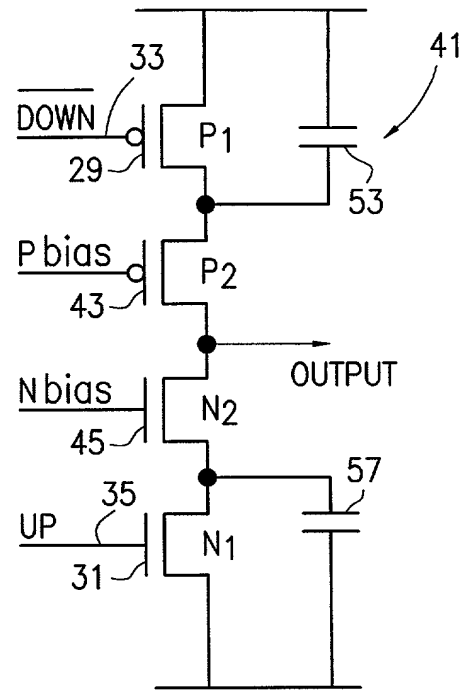 41
33
DOWN
P1
29
53
P bias
P2
43
OUTPUT
N bias
N2
45
57
35
UP
N1
31